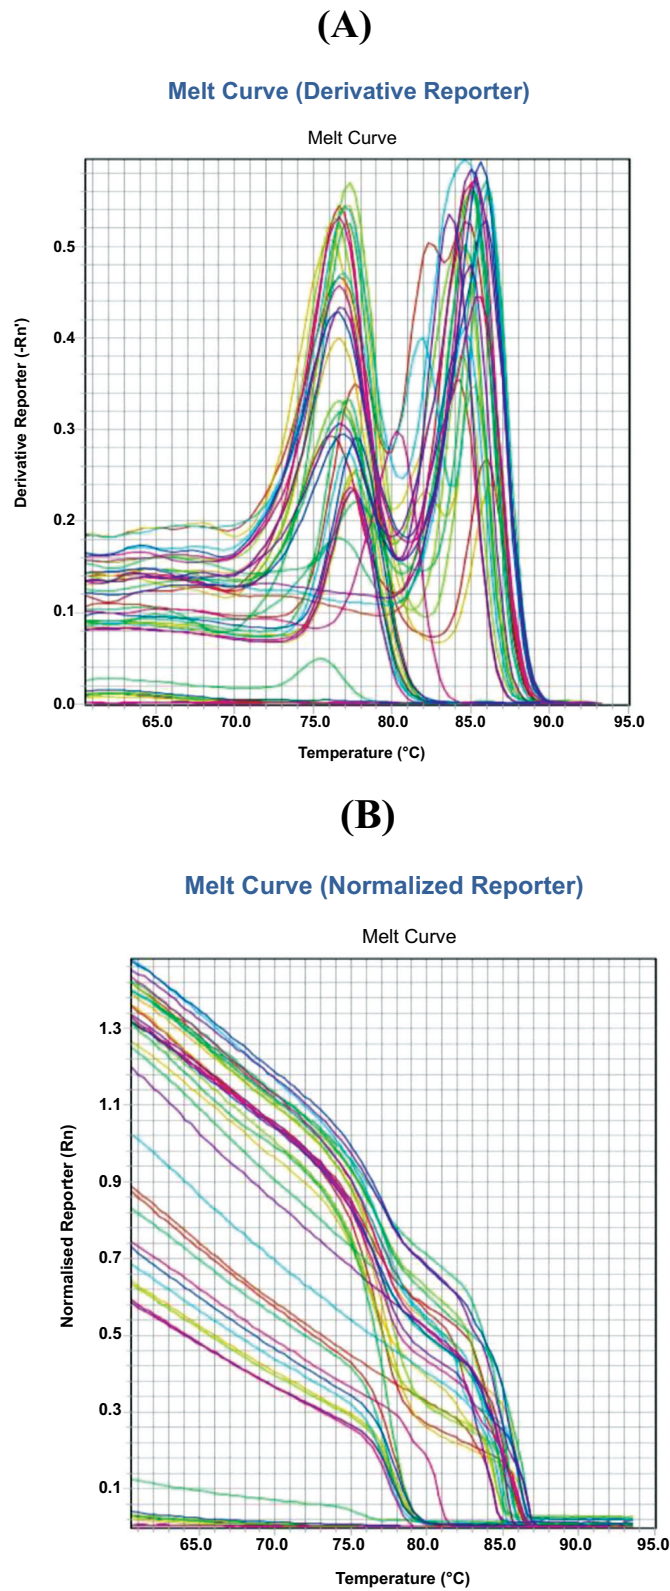 (A)
Melt Curve (Derivative Reporter)
Melt Curve
Derivative Reporter (-Rn')
0.5
0.4
0.3
0.2
0.1
0.0
65.0 70.0 75.0 80.0 85.0 90.0 95.0
Temperature (°C)
(B)
Melt Curve (Normalized Reporter)
Melt Curve
Normalised Reporter (Rn)
1.3
1.1
0.9
0.7
0.5
0.3
0.1
65.0 70.0 75.0 80.0 85.0 90.0 95.0
Temperature (°C)